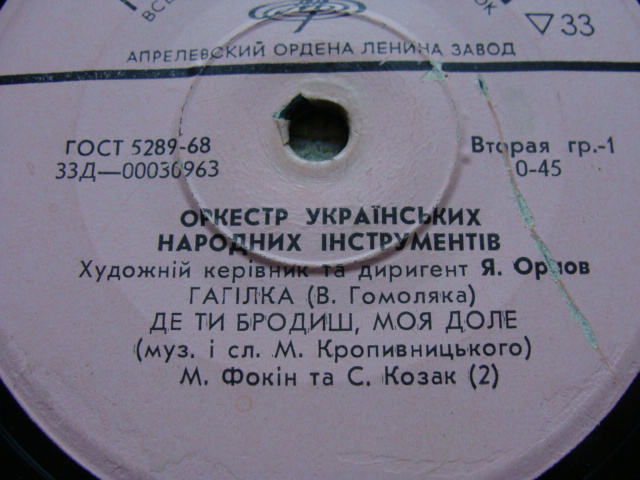 ▽33
АПРЕЛЕВСКИЙ ОРДЕНА ЛЕНИНА ЗАВОД
ГОСТ 5289-68
33Д—00030963
Вторая гр.-1
0-45
ОРКЕСТР УКРАЇНСЬКИХ
НАРОДНИХ ІНСТРУМЕНТІВ
Художній керівник та диригент Я. Орлов
ГАГІЛКА (В. Гомоляка)
ДЕ ТИ БРОДИШ, МОЯ ДОЛЕ
(муз. і сл. М. Кропивницького)
М. Фокін та С. Козак (2)